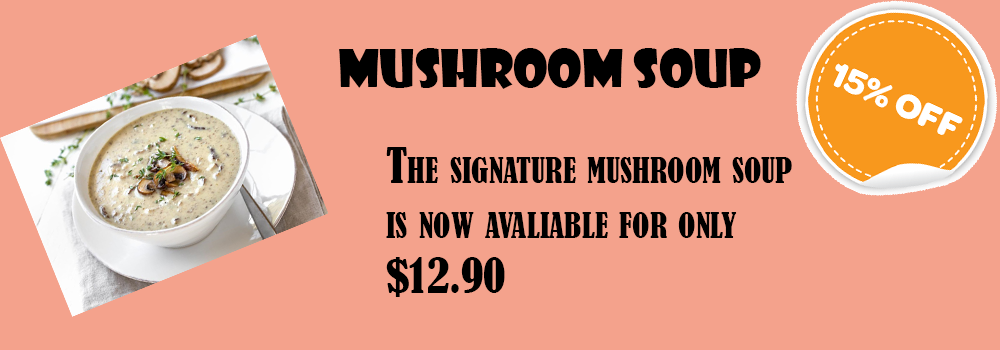 MUSHROOM SOUP
15% OFF
THE SIGNATURE MUSHROOM SOUP
IS NOW AVALIABLE FOR ONLY
$12.90